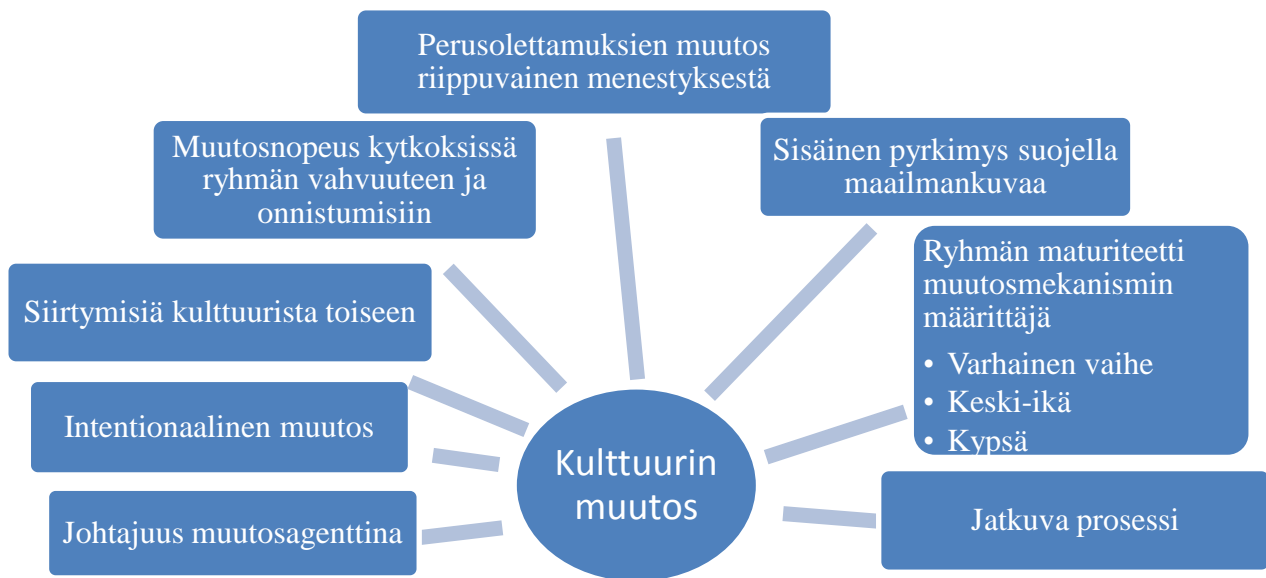 Perusolettamuksien muutos
riippuvainen menestyksestä
Muutosnopeus kytköksissä
ryhmän vahvuuteen ja
onnistumisiin
Sisäinen pyrkimys suojella
maailmankuvaa
Siirtymisiä kulttuurista toiseen
Ryhmän maturiteetti
muutosmekanismin
määrittäjä
• Varhainen vaihe
• Keski-ikä
• Kypsä
Intentionaalinen muutos
Kulttuurin
muutos
Johtajuus muutosagenttina
Jatkuva prosessi